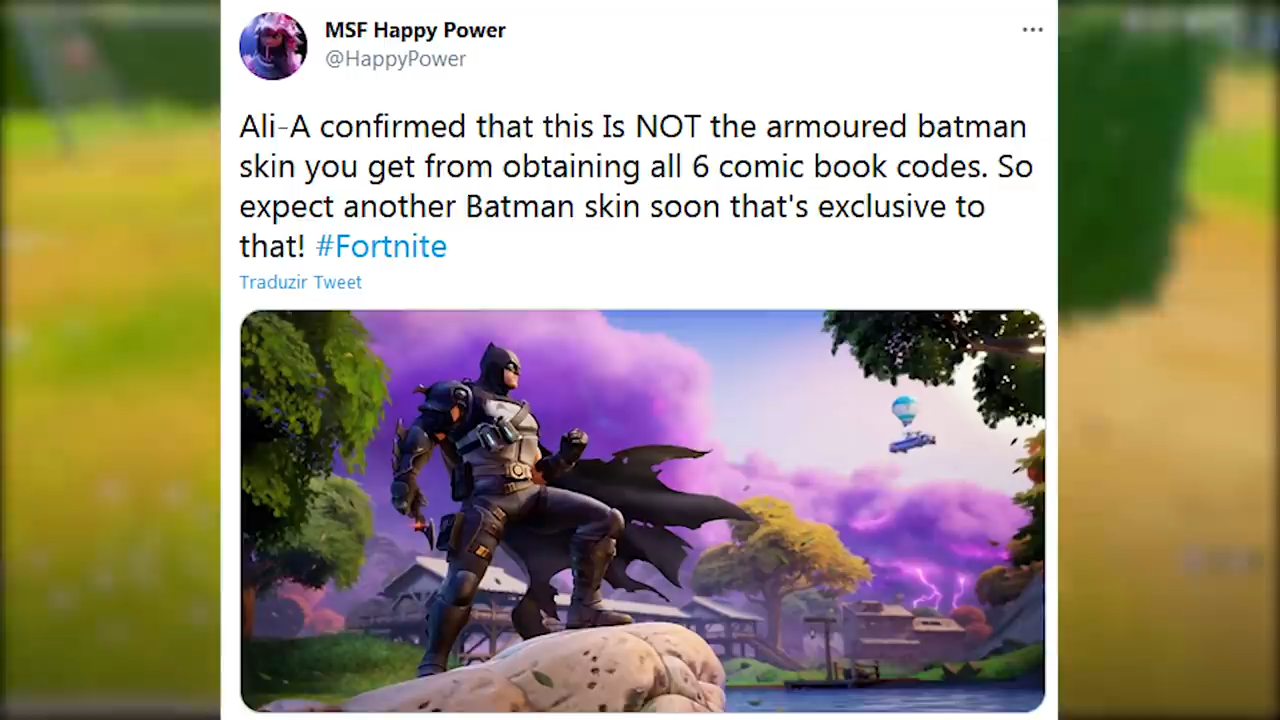 MSF Happy Power
@HappyPower
Ali-A confirmed that this Is NOT the armoured batman
skin you get from obtaining all 6 comic book codes. So
expect another Batman skin soon that's exclusive to
that! #Fortnite
Traduzir Tweet